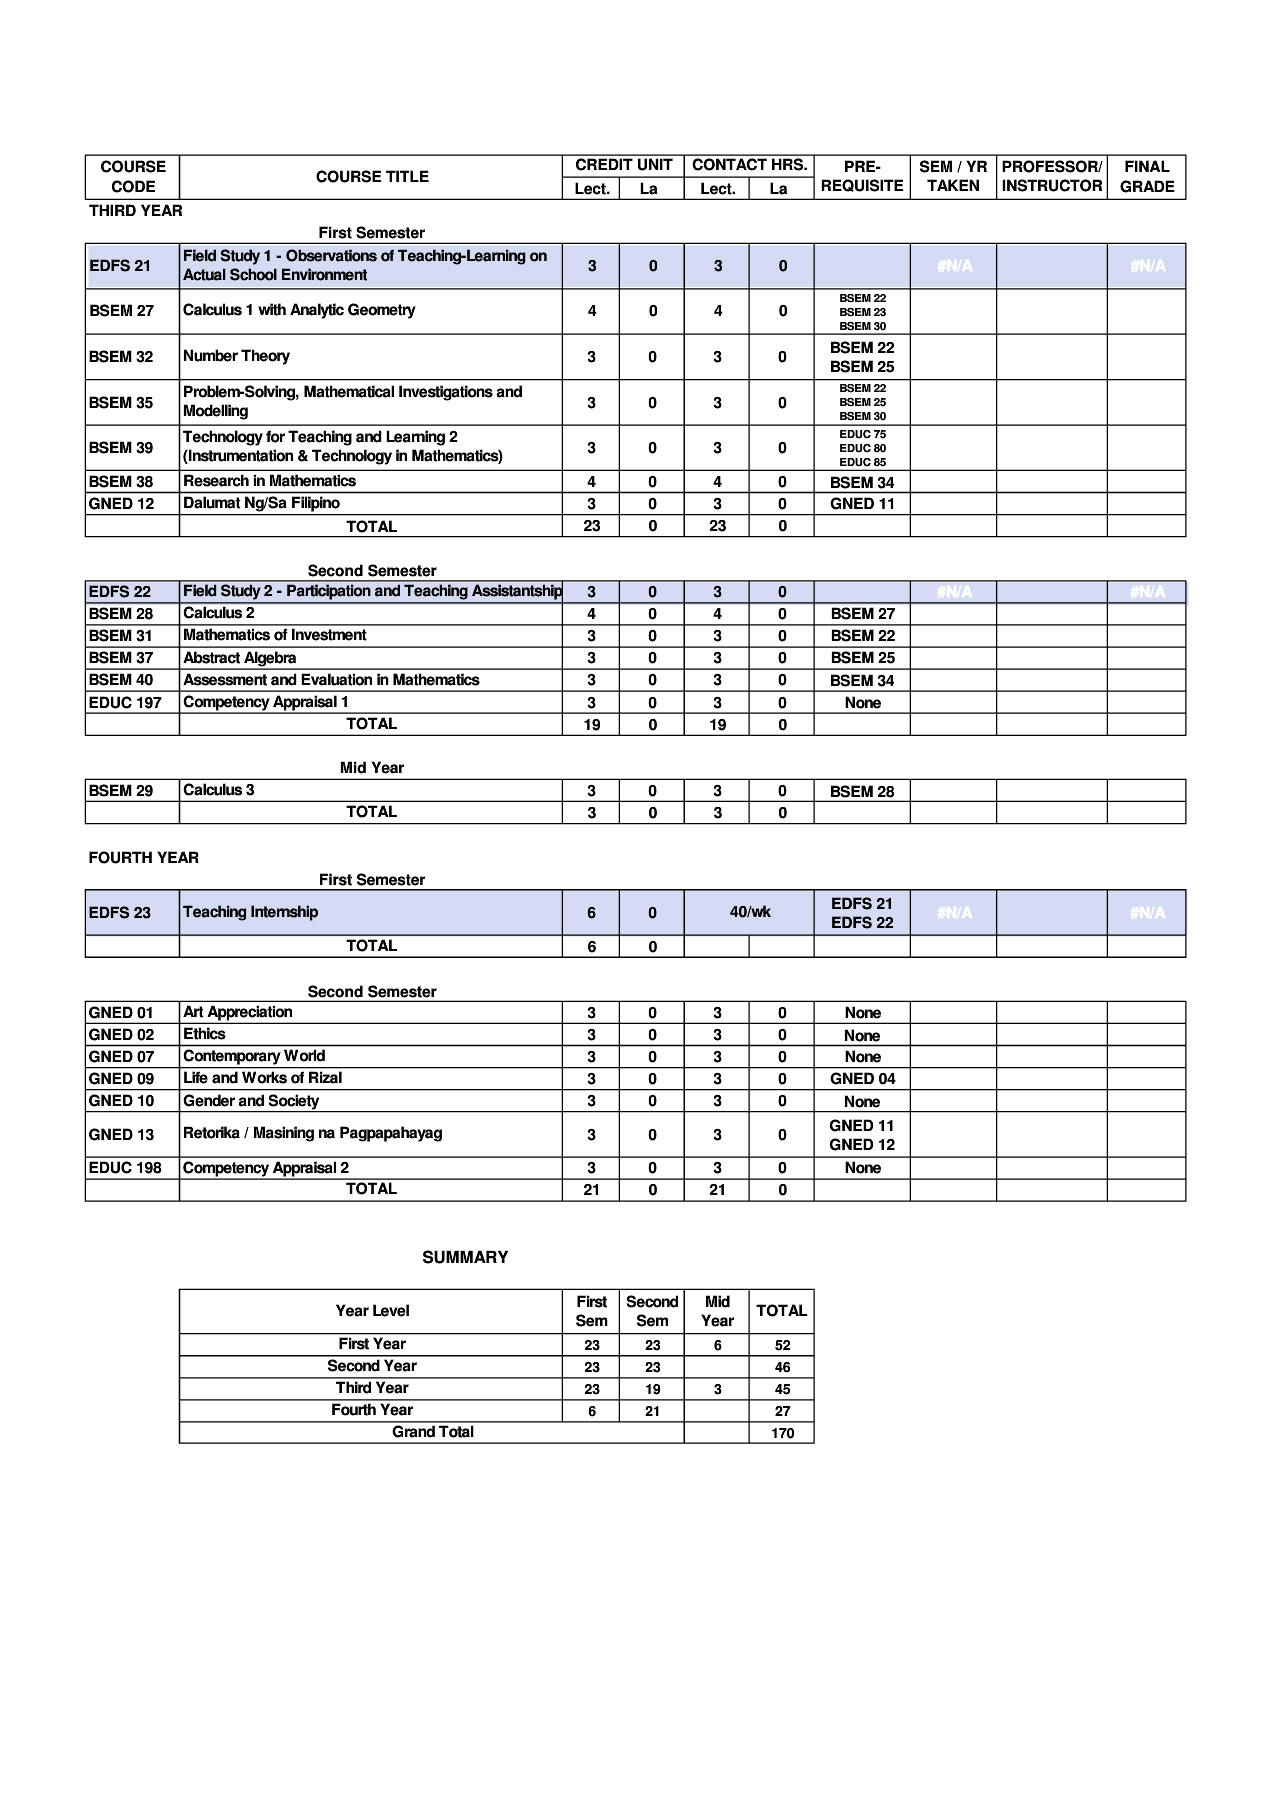 COURSE CODE COURSE TITLE CREDIT UNIT CONTACT HRS. PRE-REQUISITE SEM / YR TAKEN PROFESSOR/ INSTRUCTOR FINAL GRADE
Lect. La Lect. La
THIRD YEAR
First Semester
EDFS 21 Field Study 1 - Observations of Teaching-Learning on Actual School Environment 3 0 3 0 #N/A #N/A
BSEM 27 Calculus 1 with Analytic Geometry 4 0 4 0 BSEM 22 BSEM 23 BSEM 30
BSEM 32 Number Theory 3 0 3 0 BSEM 22 BSEM 25
BSEM 35 Problem-Solving, Mathematical Investigations and Modelling 3 0 3 0 BSEM 22 BSEM 25 BSEM 30
BSEM 39 Technology for Teaching and Learning 2 (Instrumentation & Technology in Mathematics) 3 0 3 0 EDUC 75 EDUC 80 EDUC 85
BSEM 38 Research in Mathematics 4 0 4 0 BSEM 34
GNED 12 Dalumat Ng/Sa Filipino 3 0 3 0 GNED 11
TOTAL 23 0 23 0
Second Semester
EDFS 22 Field Study 2 - Participation and Teaching Assistantship 3 0 3 0 #N/A #N/A
BSEM 28 Calculus 2 4 0 4 0 BSEM 27
BSEM 31 Mathematics of Investment 3 0 3 0 BSEM 22
BSEM 37 Abstract Algebra 3 0 3 0 BSEM 25
BSEM 40 Assessment and Evaluation in Mathematics 3 0 3 0 BSEM 34
EDUC 197 Competency Appraisal 1 3 0 3 0 None
TOTAL 19 0 19 0
Mid Year
BSEM 29 Calculus 3 3 0 3 0 BSEM 28
TOTAL 3 0 3 0
FOURTH YEAR
First Semester
EDFS 23 Teaching Internship 6 0 40/wk EDFS 21 EDFS 22 #N/A #N/A
TOTAL 6 0
Second Semester
GNED 01 Art Appreciation 3 0 3 0 None
GNED 02 Ethics 3 0 3 0 None
GNED 07 Contemporary World 3 0 3 0 None
GNED 09 Life and Works of Rizal 3 0 3 0 GNED 04
GNED 10 Gender and Society 3 0 3 0 None
GNED 13 Retorika / Masining na Pagpapahayag 3 0 3 0 GNED 11 GNED 12
EDUC 198 Competency Appraisal 2 3 0 3 0 None
TOTAL 21 0 21 0
SUMMARY
Year Level First Sem Second Sem Mid Year TOTAL
First Year 23 23 6 52
Second Year 23 23 46
Third Year 23 19 3 45
Fourth Year 6 21 27
Grand Total 170